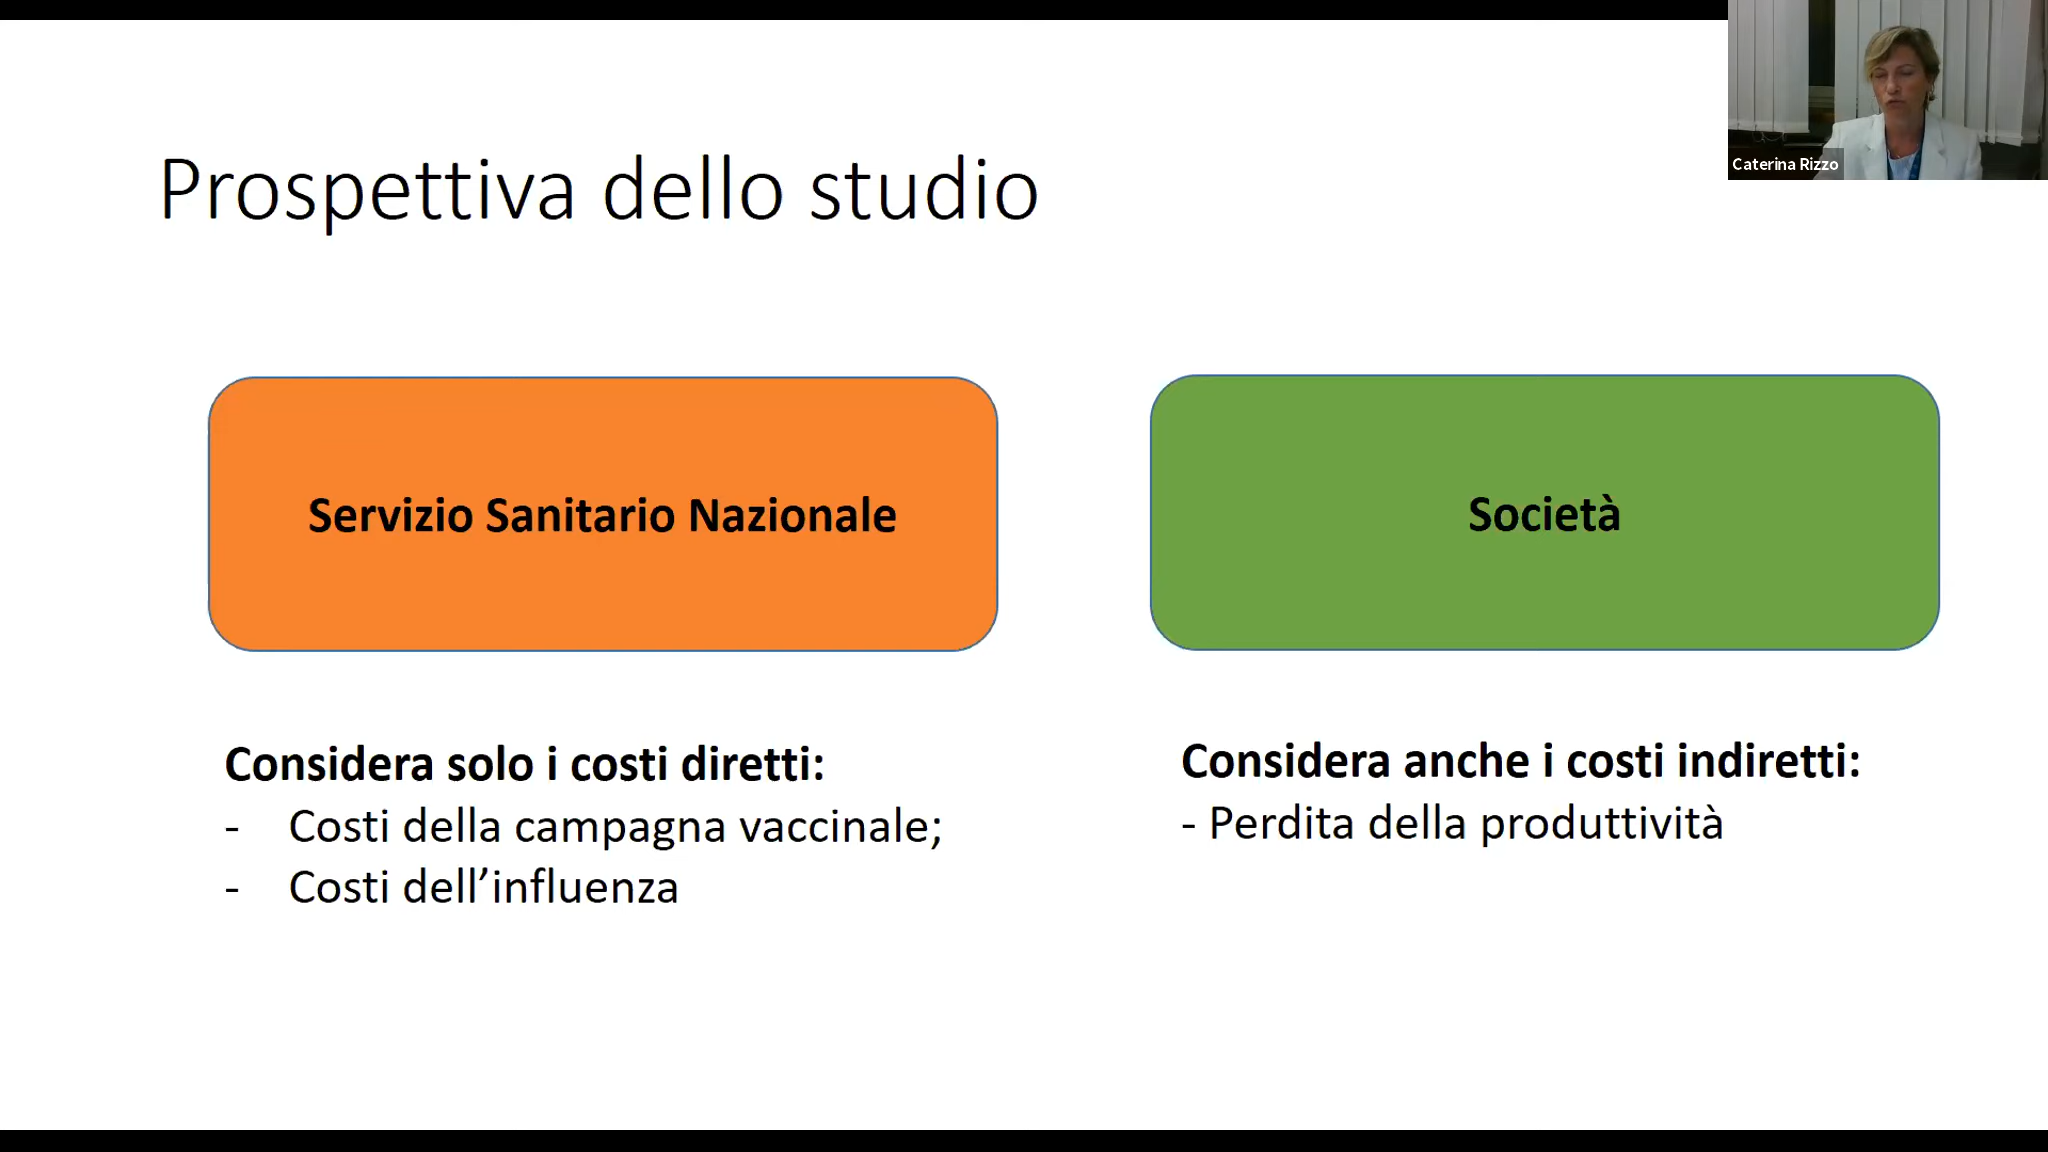 Caterina Rizzo
Prospettiva dello studio
Servizio Sanitario Nazionale
Società
Considera solo i costi diretti:
- Costi della campagna vaccinale;
- Costi dell’influenza
Considera anche i costi indiretti:
- Perdita della produttività